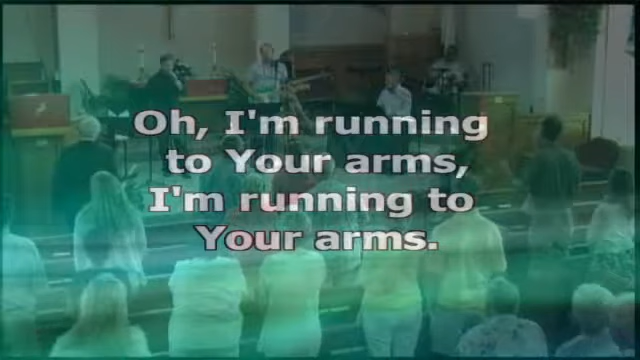 Oh, I'm running
to Your arms,
I'm running to
Your arms.